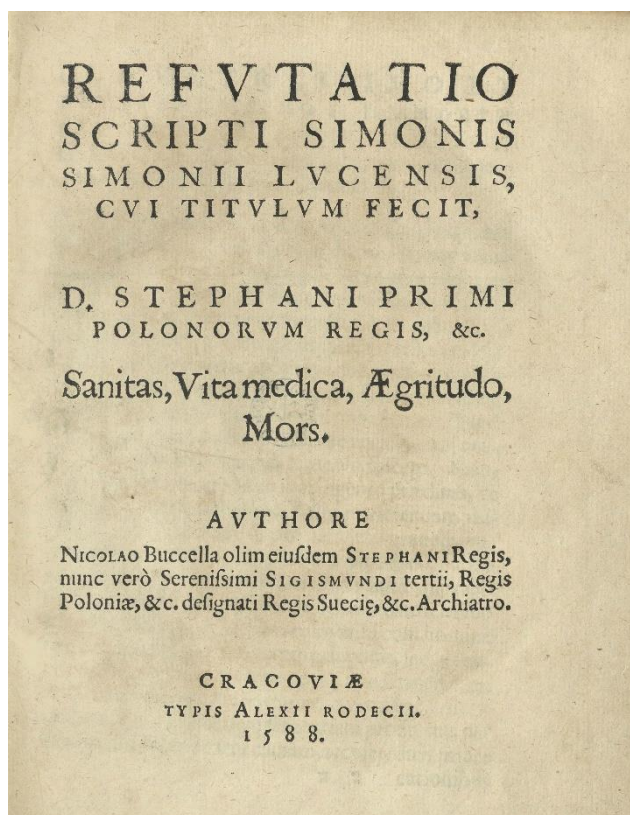 REFVTATIO
SCRIPTI SIMONIS
SIMONII LVCENSIS,
CVI TITVLVM FECIT,
D. STEPHANI PRIMI
POLONORVM REGIS, &c.
Sanitas, Vita medica, Ægritudo,
Mors.
AVTHORE
NICOLAO Buccella olim eiuſdem STEPHANI Regis,
nunc verò Sereniſsimi SIGISMVNDI tertii, Regis
Poloniæ, &c. deſignati Regis Suecię, &c. Archiatro.
CRACOVIÆ
TYPIS ALEXII RODECII.
1588.